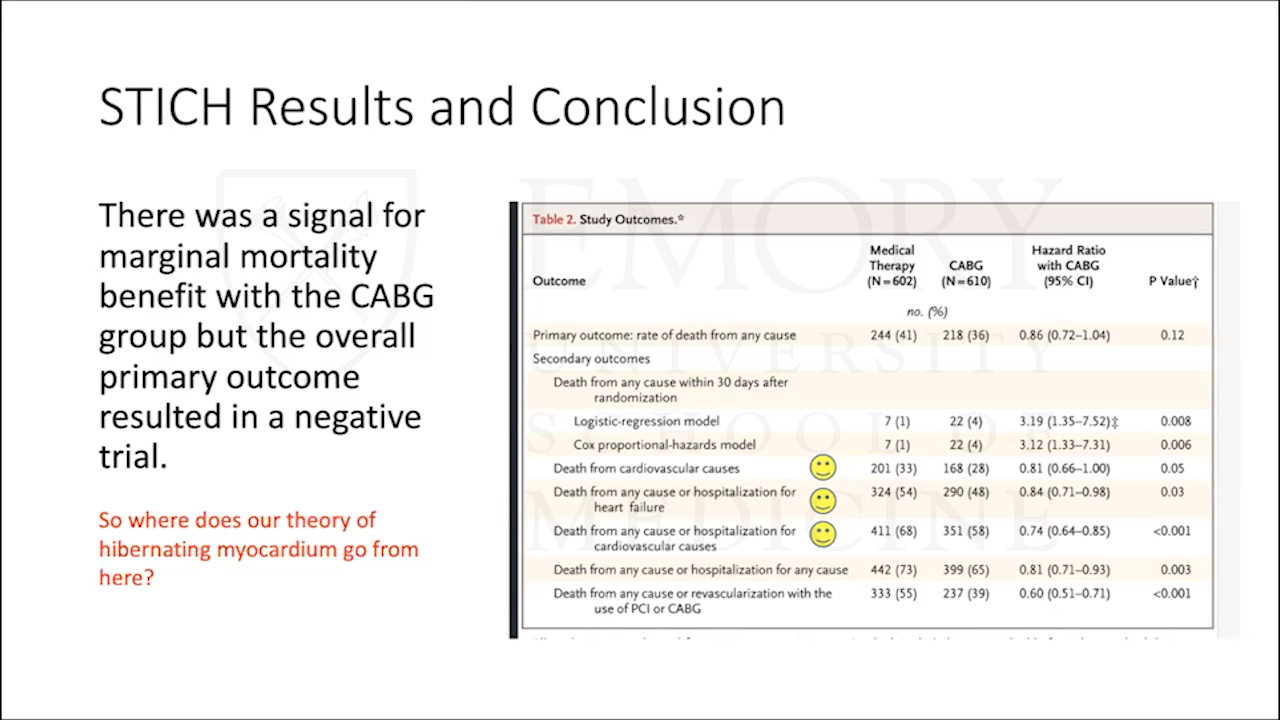 STICH Results and Conclusion
There was a signal for
marginal mortality
benefit with the CABG
group but the overall
primary outcome
resulted in a negative
trial.
So where does our theory of
hibernating myocardium go from
here?
EMORY
UNIVERSITY
SCHOOL OF
MEDICINE
Table 2. Study Outcomes.*
Outcome Medical Therapy (N=602) CABG (N=610) Hazard Ratio with CABG (95% CI) P Value†
no. (%)
Primary outcome: rate of death from any cause 244 (41) 218 (36) 0.86 (0.72–1.04) 0.12
Secondary outcomes
Death from any cause within 30 days after
randomization
Logistic-regression model 7 (1) 22 (4) 3.19 (1.35–7.52)‡ 0.008
Cox proportional-hazards model 7 (1) 22 (4) 3.12 (1.33–7.31) 0.006
Death from cardiovascular causes 201 (33) 168 (28) 0.81 (0.66–1.00) 0.05
Death from any cause or hospitalization for 324 (54) 290 (48) 0.84 (0.71–0.98) 0.03
heart failure
Death from any cause or hospitalization for 411 (68) 351 (58) 0.74 (0.64–0.85) <0.001
cardiovascular causes
Death from any cause or hospitalization for any cause 442 (73) 399 (65) 0.81 (0.71–0.93) 0.003
Death from any cause or revascularization with the 333 (55) 237 (39) 0.60 (0.51–0.71) <0.001
use of PCI or CABG